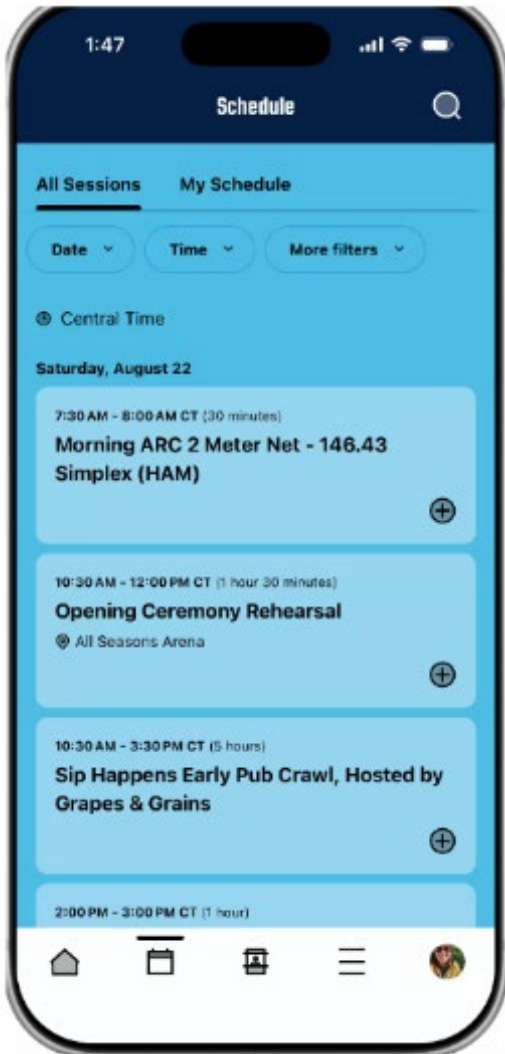 1:47
Schedule
All Sessions My Schedule
Date Time More filters
Central Time
Saturday, August 22
7:30 AM - 8:00 AM CT (30 minutes)
Morning ARC 2 Meter Net - 146.43
Simplex (HAM)
10:30 AM - 12:00 PM CT (1 hour 30 minutes)
Opening Ceremony Rehearsal
All Seasons Arena
10:30 AM - 3:30 PM CT (5 hours)
Sip Happens Early Pub Crawl, Hosted by
Grapes & Grains
2:00 PM - 3:00 PM CT (1 hour)